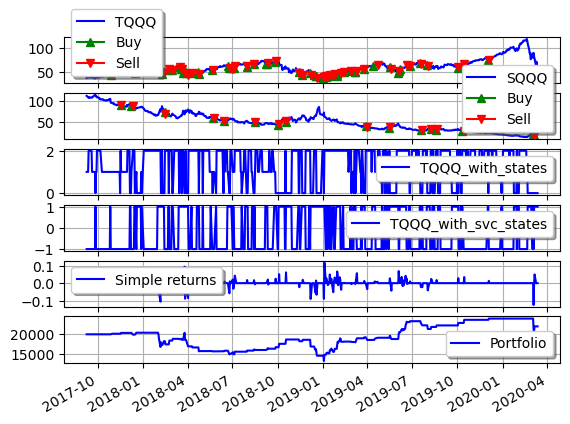 TQQQ
Buy
Sell
100
50
SQQQ
Buy
Sell
100
50
2
0
TQQQ_with_states
1
0
−1
TQQQ_with_svc_states
0.1
0.0
−0.1
Simple returns
20000
15000
Portfolio
2017-10
2018-01
2018-04
2018-07
2018-10
2019-01
2019-04
2019-07
2019-10
2020-01
2020-04